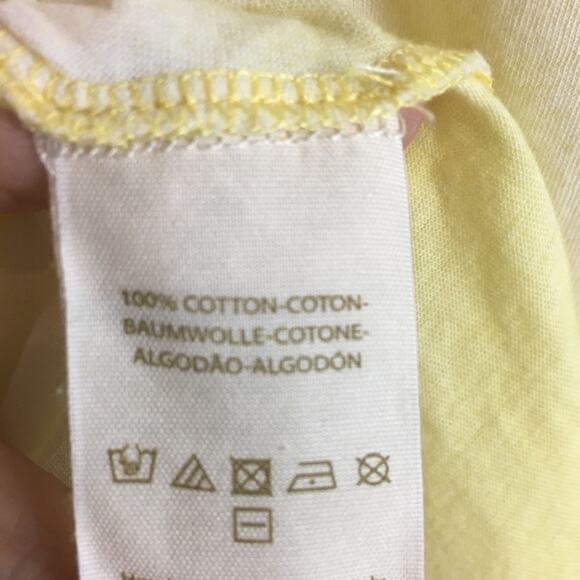 100% COTTON-COTON-
BAUMWOLLE-COTONE-
ALGODÃO-ALGODÓN